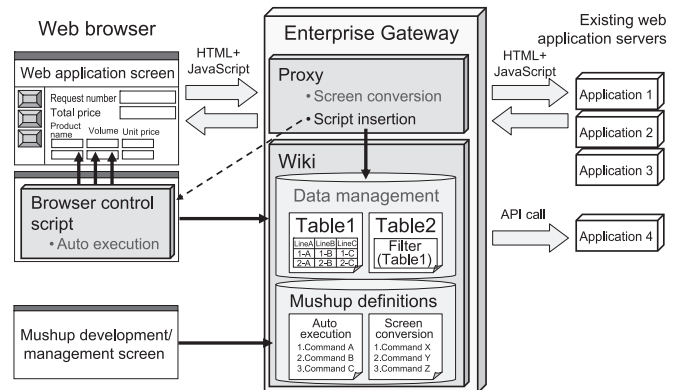 Web browser
Web application screen
Request number
Total price
Product name
Volume
Unit price
Browser control script
• Auto execution
Mushup development/
management screen
HTML+
JavaScript
Enterprise Gateway
Proxy
• Screen conversion
• Script insertion
Wiki
Data management
Table1
LineA LineB LineC
1-A 1-B 1-C
2-A 2-B 2-C
Table2
Filter
(Table1)
Mushup definitions
Auto
execution
1.Command A
2.Command B
3.Command C
Screen
conversion
1.Command X
2.Command Y
3.Command Z
HTML+
JavaScript
API call
Existing web
application servers
Application 1
Application 2
Application 3
Application 4